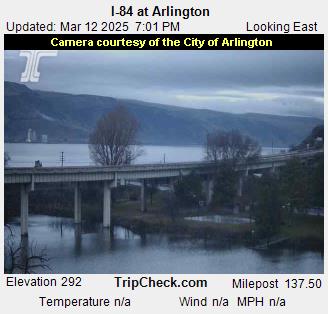 I-84 at Arlington
Updated: Mar 12 2025 7:01 PM Looking East
Camera courtesy of the City of Arlington
Elevation 292 TripCheck.com Milepost 137.50
Temperature n/a Wind n/a MPH n/a